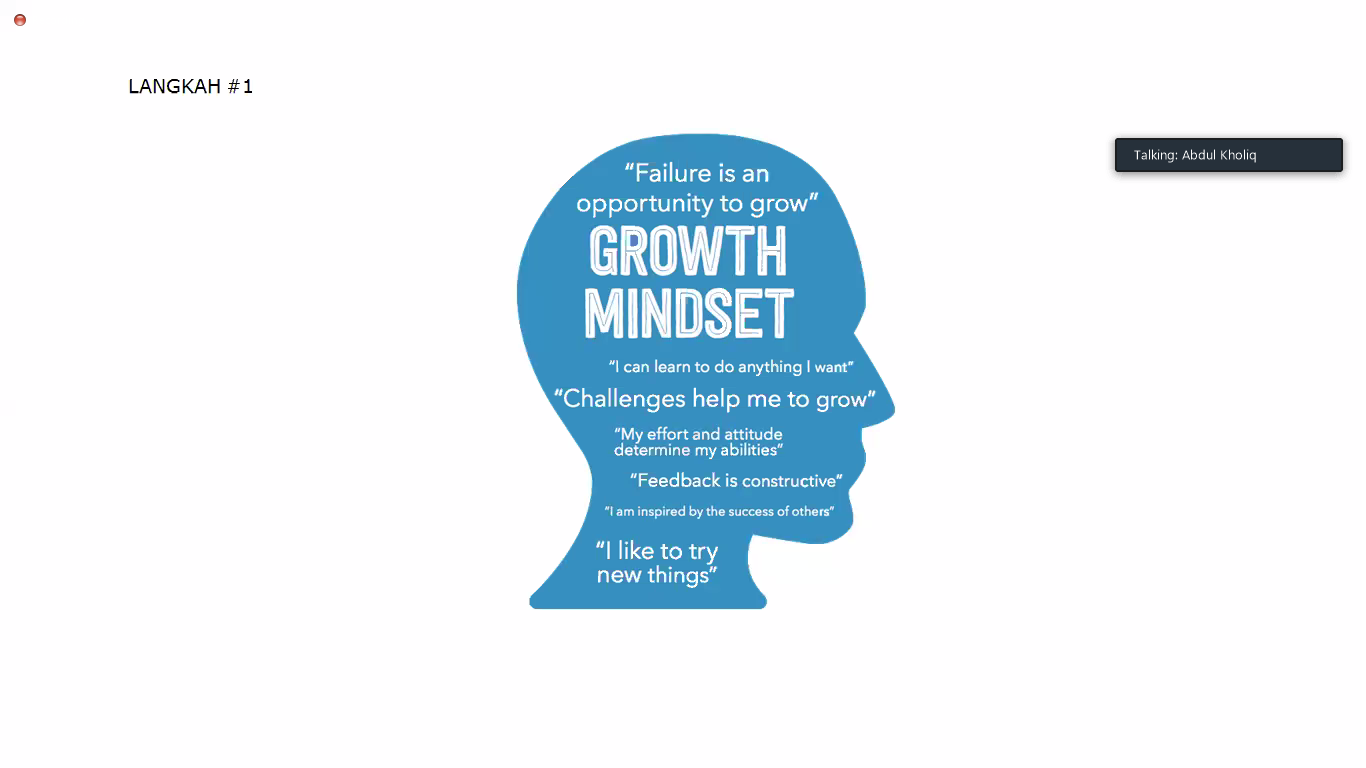 LANGKAH #1
Talking: Abdul Kholiq
“Failure is an
opportunity to grow”
GROWTH
MINDSET
“I can learn to do anything I want”
“Challenges help me to grow”
“My effort and attitude
determine my abilities”
“Feedback is constructive”
“I am inspired by the success of others”
“I like to try
new things”